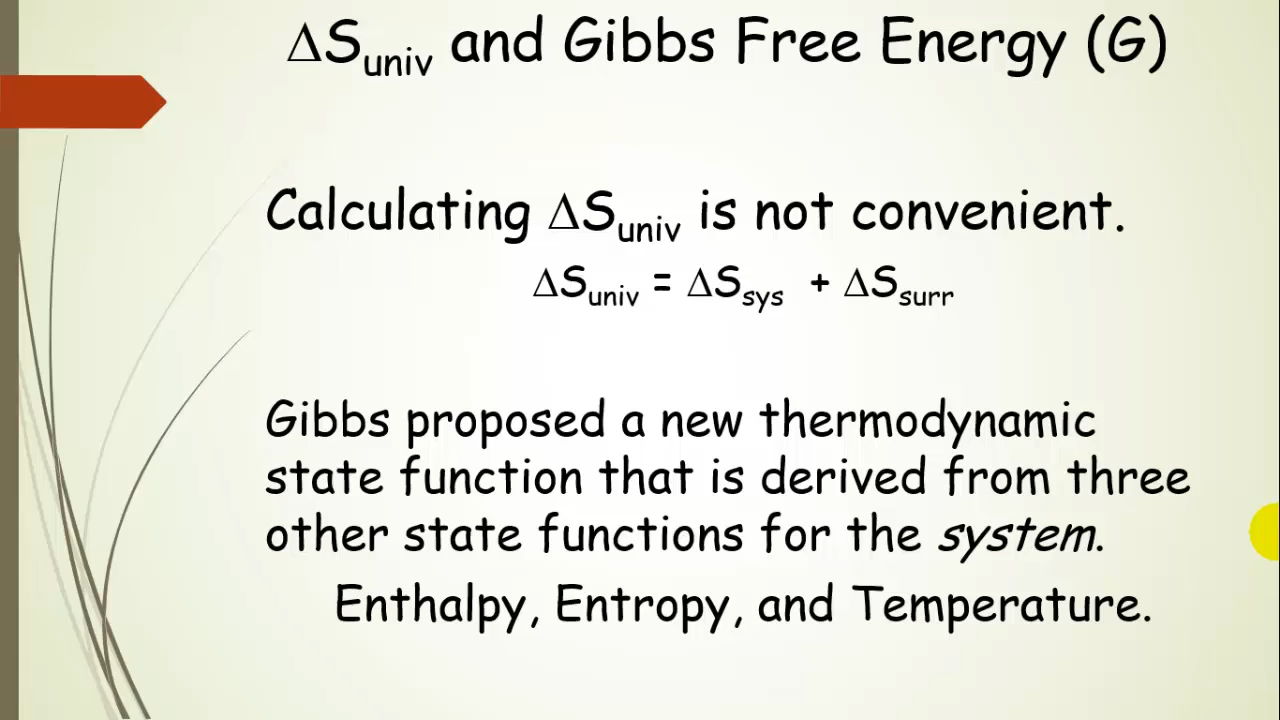 ΔSuniv and Gibbs Free Energy (G)
Calculating ΔSuniv is not convenient.
ΔSuniv = ΔSsys + ΔSsurr
Gibbs proposed a new thermodynamic
state function that is derived from three
other state functions for the system.
Enthalpy, Entropy, and Temperature.